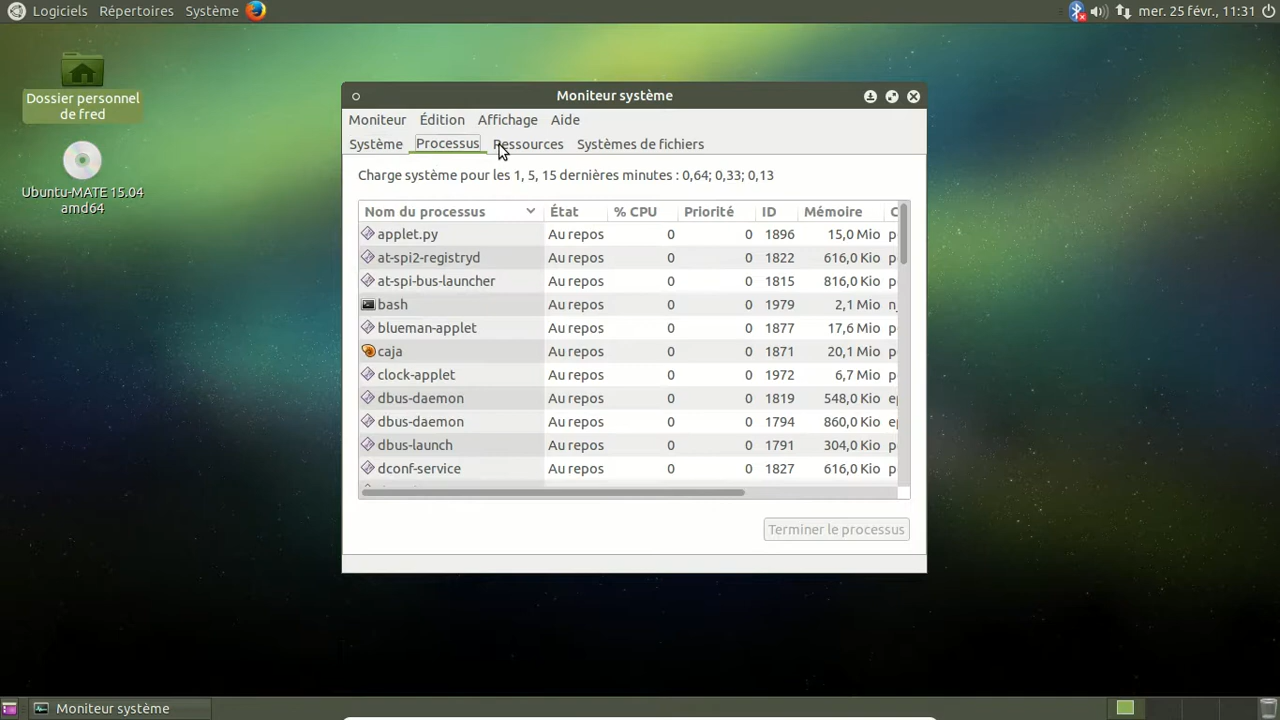 Logiciels Répertoires Système mer. 25 févr., 11:31
Dossier personnel
de fred
Ubuntu-MATE 15.04
amd64
Moniteur système
Moniteur Édition Affichage Aide
Système Processus Ressources Systèmes de fichiers
Charge système pour les 1, 5, 15 dernières minutes : 0,64; 0,33; 0,13
Nom du processus État % CPU Priorité ID Mémoire C
applet.py Au repos 0 0 1896 15,0 Mio p
at-spi2-registryd Au repos 0 0 1822 616,0 Kio p
at-spi-bus-launcher Au repos 0 0 1815 816,0 Kio p
bash Au repos 0 0 1979 2,1 Mio n_
blueman-applet Au repos 0 0 1877 17,6 Mio p
caja Au repos 0 0 1871 20,1 Mio p
clock-applet Au repos 0 0 1972 6,7 Mio p
dbus-daemon Au repos 0 0 1819 548,0 Kio e
dbus-daemon Au repos 0 0 1794 860,0 Kio e
dbus-launch Au repos 0 0 1791 304,0 Kio p
dconf-service Au repos 0 0 1827 616,0 Kio p
Terminer le processus
Moniteur système